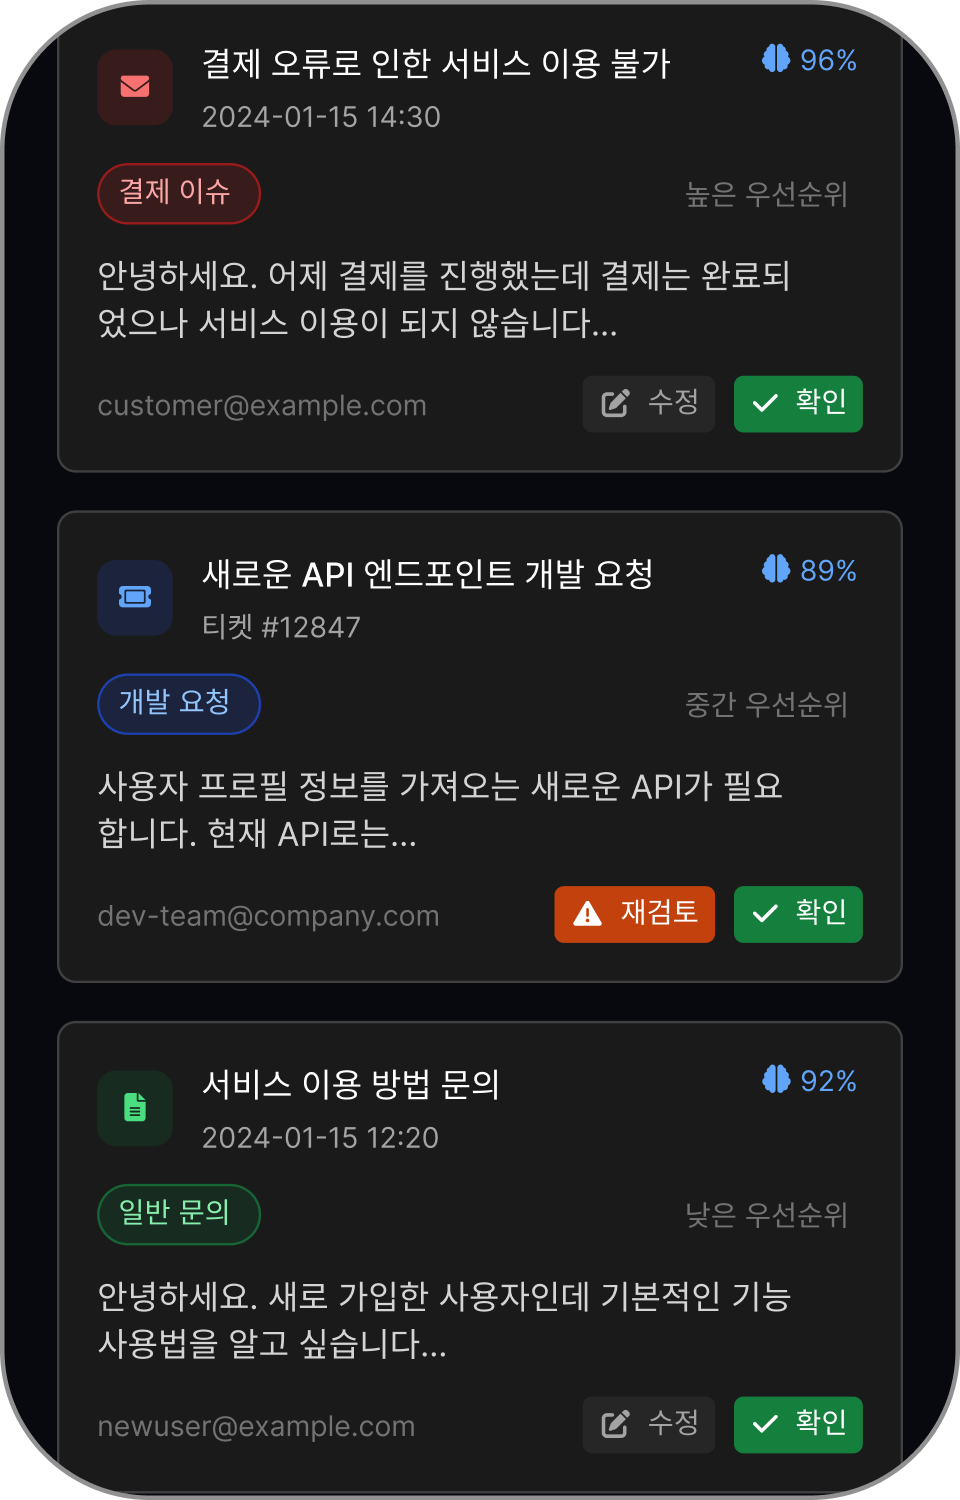 결제 오류로 인한 서비스 이용 불가
96%
2024-01-15 14:30
결제 이슈
높은 우선순위
안녕하세요. 어제 결제를 진행했는데 결제는 완료되
었으나 서비스 이용이 되지 않습니다...
customer@example.com
수정
확인
새로운 API 엔드포인트 개발 요청
89%
티켓 #12847
개발 요청
중간 우선순위
사용자 프로필 정보를 가져오는 새로운 API가 필요
합니다. 현재 API로는...
dev-team@company.com
재검토
확인
서비스 이용 방법 문의
92%
2024-01-15 12:20
일반 문의
낮은 우선순위
안녕하세요. 새로 가입한 사용자인데 기본적인 기능
사용법을 알고 싶습니다...
newuser@example.com
수정
확인